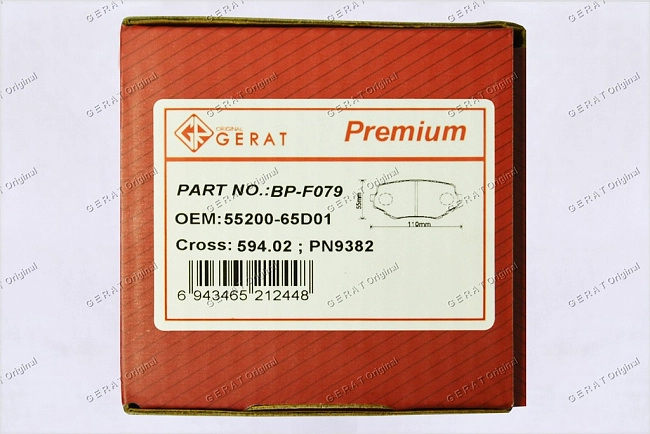 ORIGINAL
GERAT
Premium
PART NO.:BP-F079
OEM:55200-65D01
Cross: 594.02 ; PN9382
55mm
110mm
6 943465 212448
GERAT Original